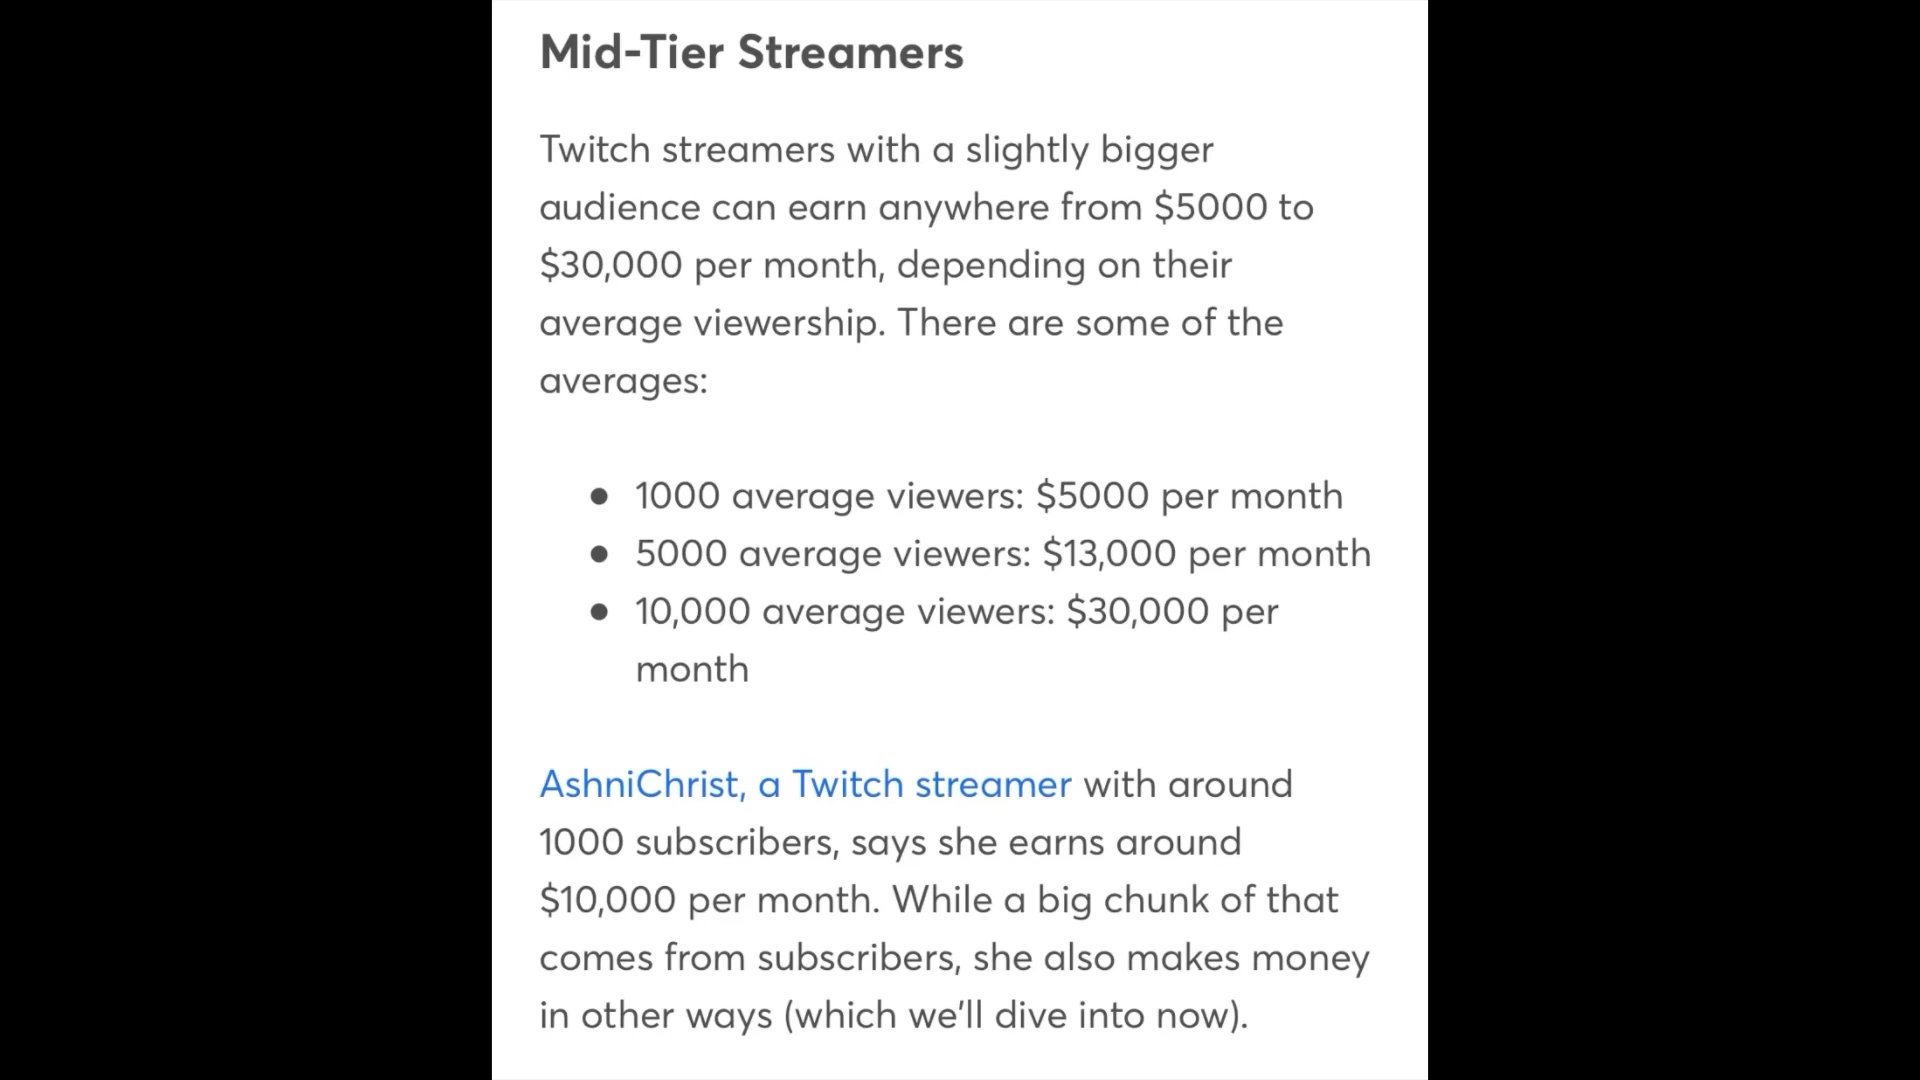 Mid-Tier Streamers
Twitch streamers with a slightly bigger
audience can earn anywhere from $5000 to
$30,000 per month, depending on their
average viewership. There are some of the
averages:
● 1000 average viewers: $5000 per month
● 5000 average viewers: $13,000 per month
● 10,000 average viewers: $30,000 per
month
AshniChrist, a Twitch streamer with around
1000 subscribers, says she earns around
$10,000 per month. While a big chunk of that
comes from subscribers, she also makes money
in other ways (which we'll dive into now).